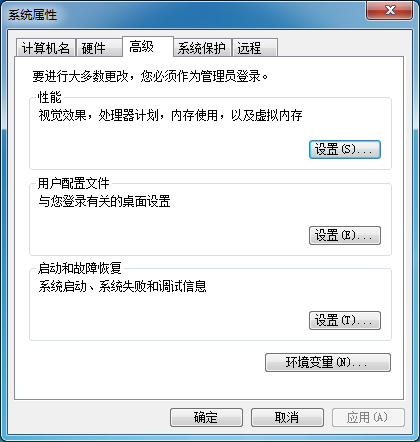 系统属性
计算机名 硬件 高级 系统保护 远程
要进行大多数更改，您必须作为管理员登录。
性能
视觉效果，处理器计划，内存使用，以及虚拟内存
设置(S)...
用户配置文件
与您登录有关的桌面设置
设置(E)...
启动和故障恢复
系统启动、系统失败和调试信息
设置(T)...
环境变量(N)...
确定 取消 应用(A)